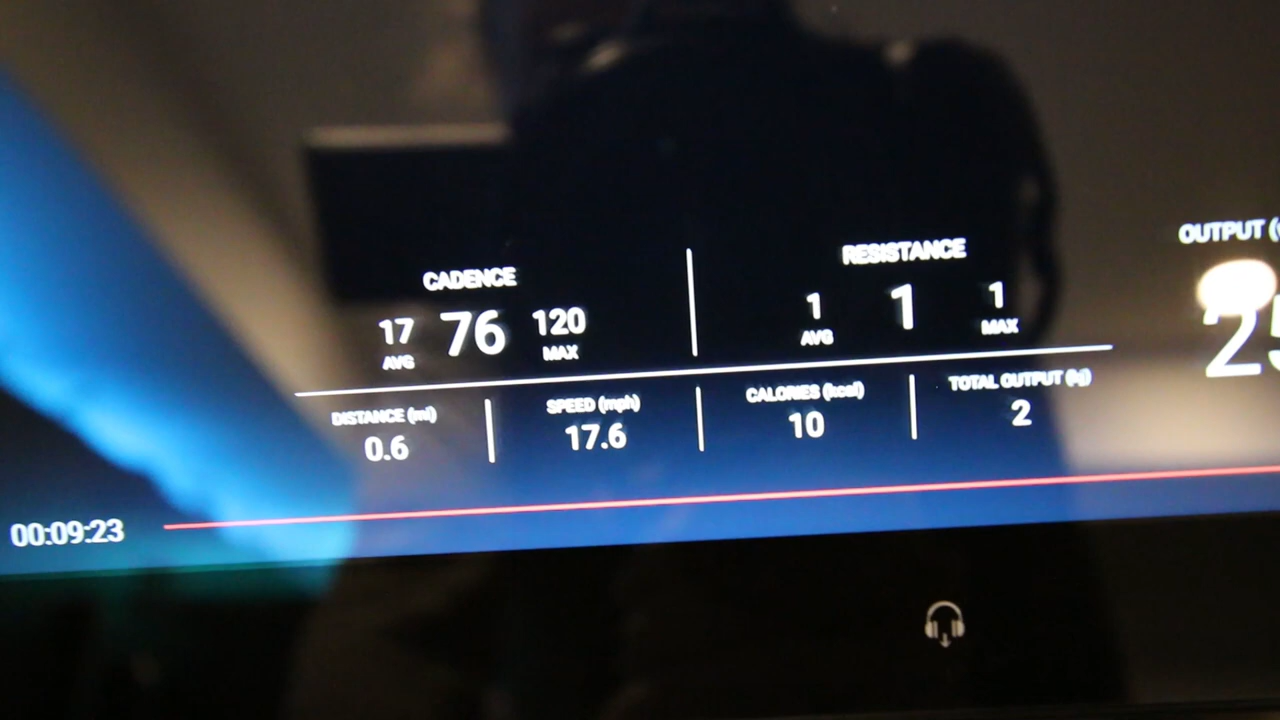 CADENCE
17 76 120
AVG MAX
RESISTANCE
1 1 1
AVG MAX
OUTPUT
25
DISTANCE (mi)
0.6
SPEED (mph)
17.6
CALORIES (kcal)
10
TOTAL OUTPUT (kj)
2
00:09:23